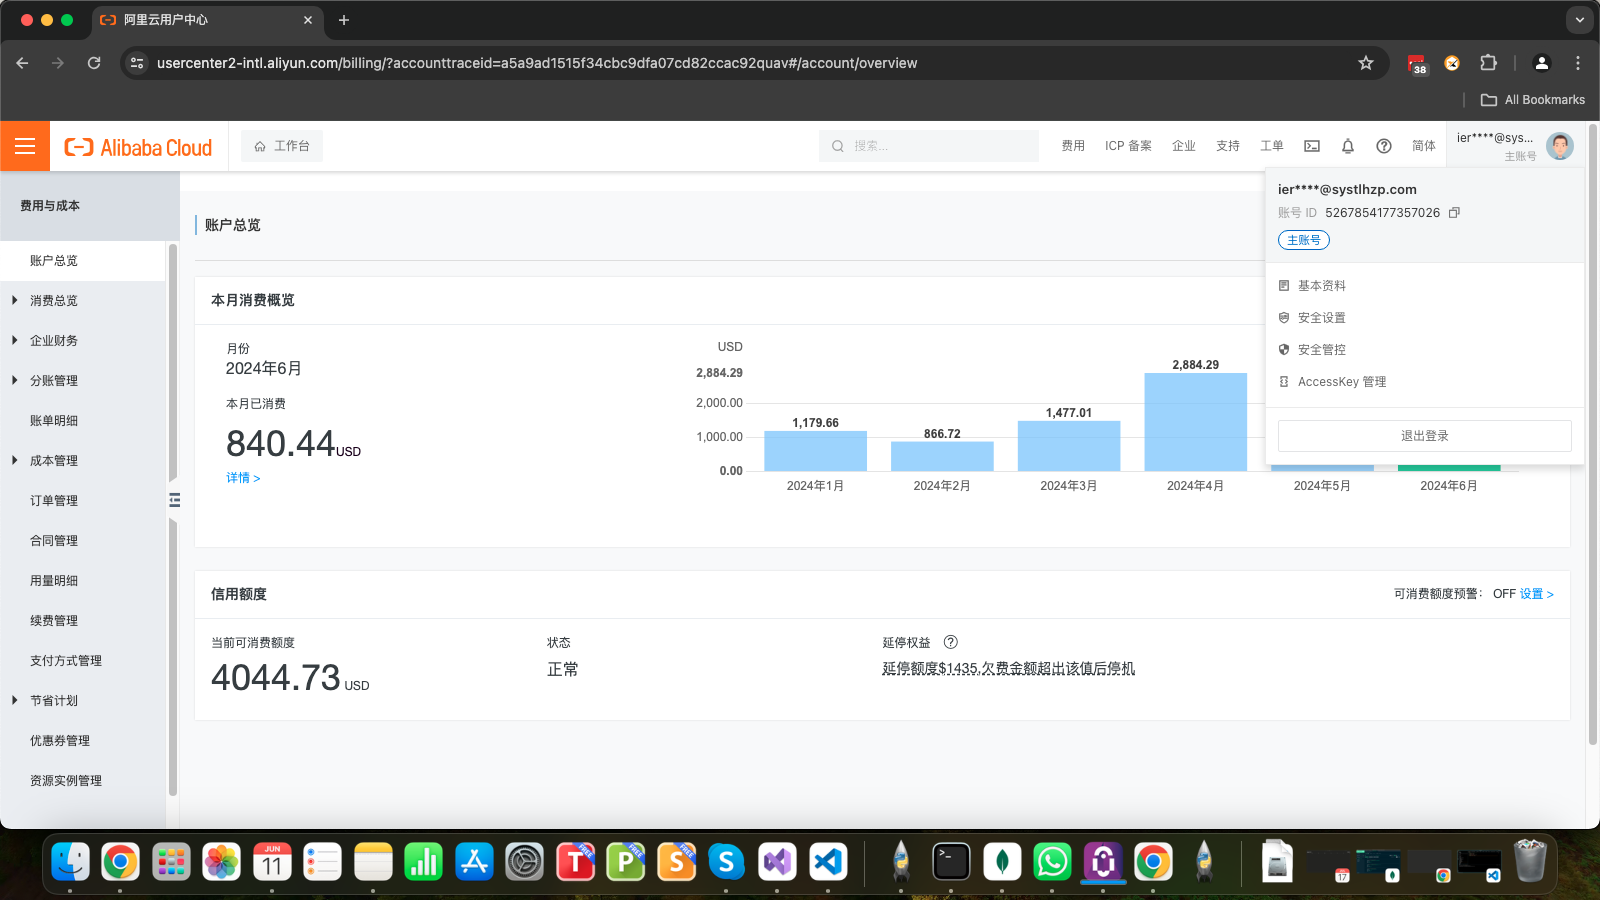 阿里云用户中心
usercenter2-intl.aliyun.com/billing/?accounttraceid=a5a9ad1515f34cbc9dfa07cd82ccac92quav#/account/overview
38
All Bookmarks
Alibaba Cloud
工作台
搜索...
费用
ICP 备案
企业
支持
工单
简体
ier****@sys...
主账号
ier****@systlhzp.com
账号 ID 5267854177357026
主账号
基本资料
安全设置
安全管控
AccessKey 管理
退出登录
费用与成本
账户总览
消费总览
企业财务
分账管理
账单明细
成本管理
订单管理
合同管理
用量明细
续费管理
支付方式管理
节省计划
优惠券管理
资源实例管理
账户总览
本月消费概览
月份
2024年6月
本月已消费
840.44USD
详情 >
USD
2,884.29
2,000.00
1,000.00
0.00
1,179.66
866.72
1,477.01
2,884.29
2024年1月
2024年2月
2024年3月
2024年4月
2024年5月
2024年6月
信用额度
可消费额度预警： OFF 设置 >
当前可消费额度
4044.73 USD
状态
正常
延停权益
延停额度$1435,欠费金额超出该值后停机
JUN
11
T
FREE
P
FREE
S
FREE
S
17